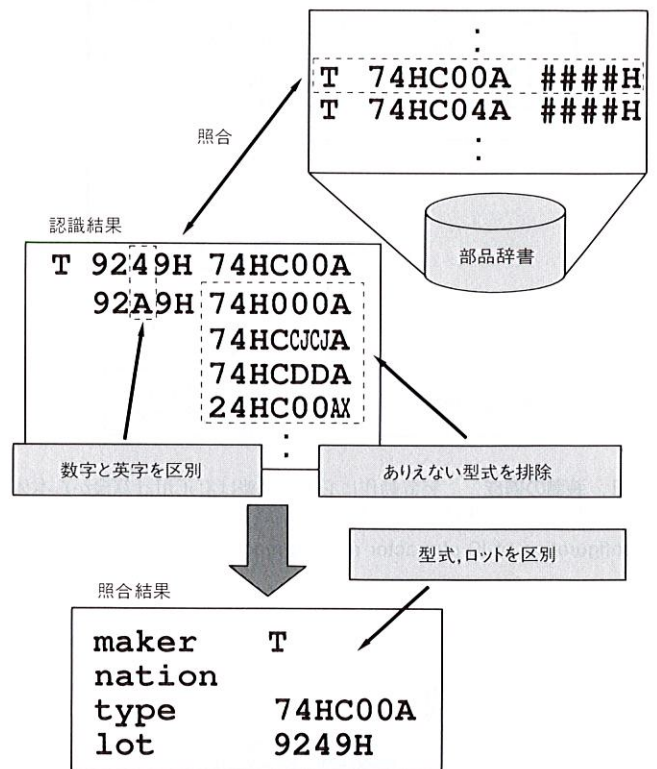 :
T 74HC00A ####H
T 74HC04A ####H
:
照合
部品辞書
認識結果
T 9249H 74HC00A
92A9H 74H000A
74HCCJCJA
74HCDDA
24HC00AX
:
数字と英字を区別
ありえない型式を排除
型式,ロットを区別
照合結果
maker T
nation
type 74HC00A
lot 9249H